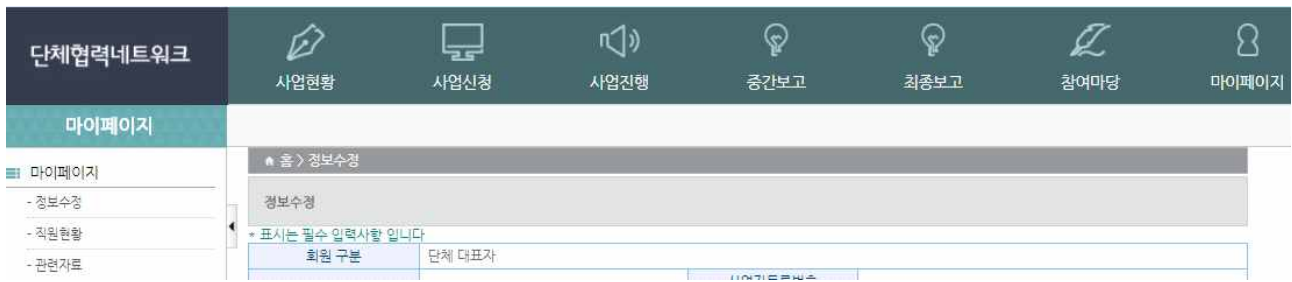 단체협력네트워크
사업현황 사업신청 사업진행 중간보고 최종보고 참여마당 마이페이지
마이페이지
홈 > 정보수정
마이페이지
- 정보수정
정보수정
- 직원현황
* 표시는 필수 입력사항 입니다
- 관련자료
회원 구분 단체 대표자